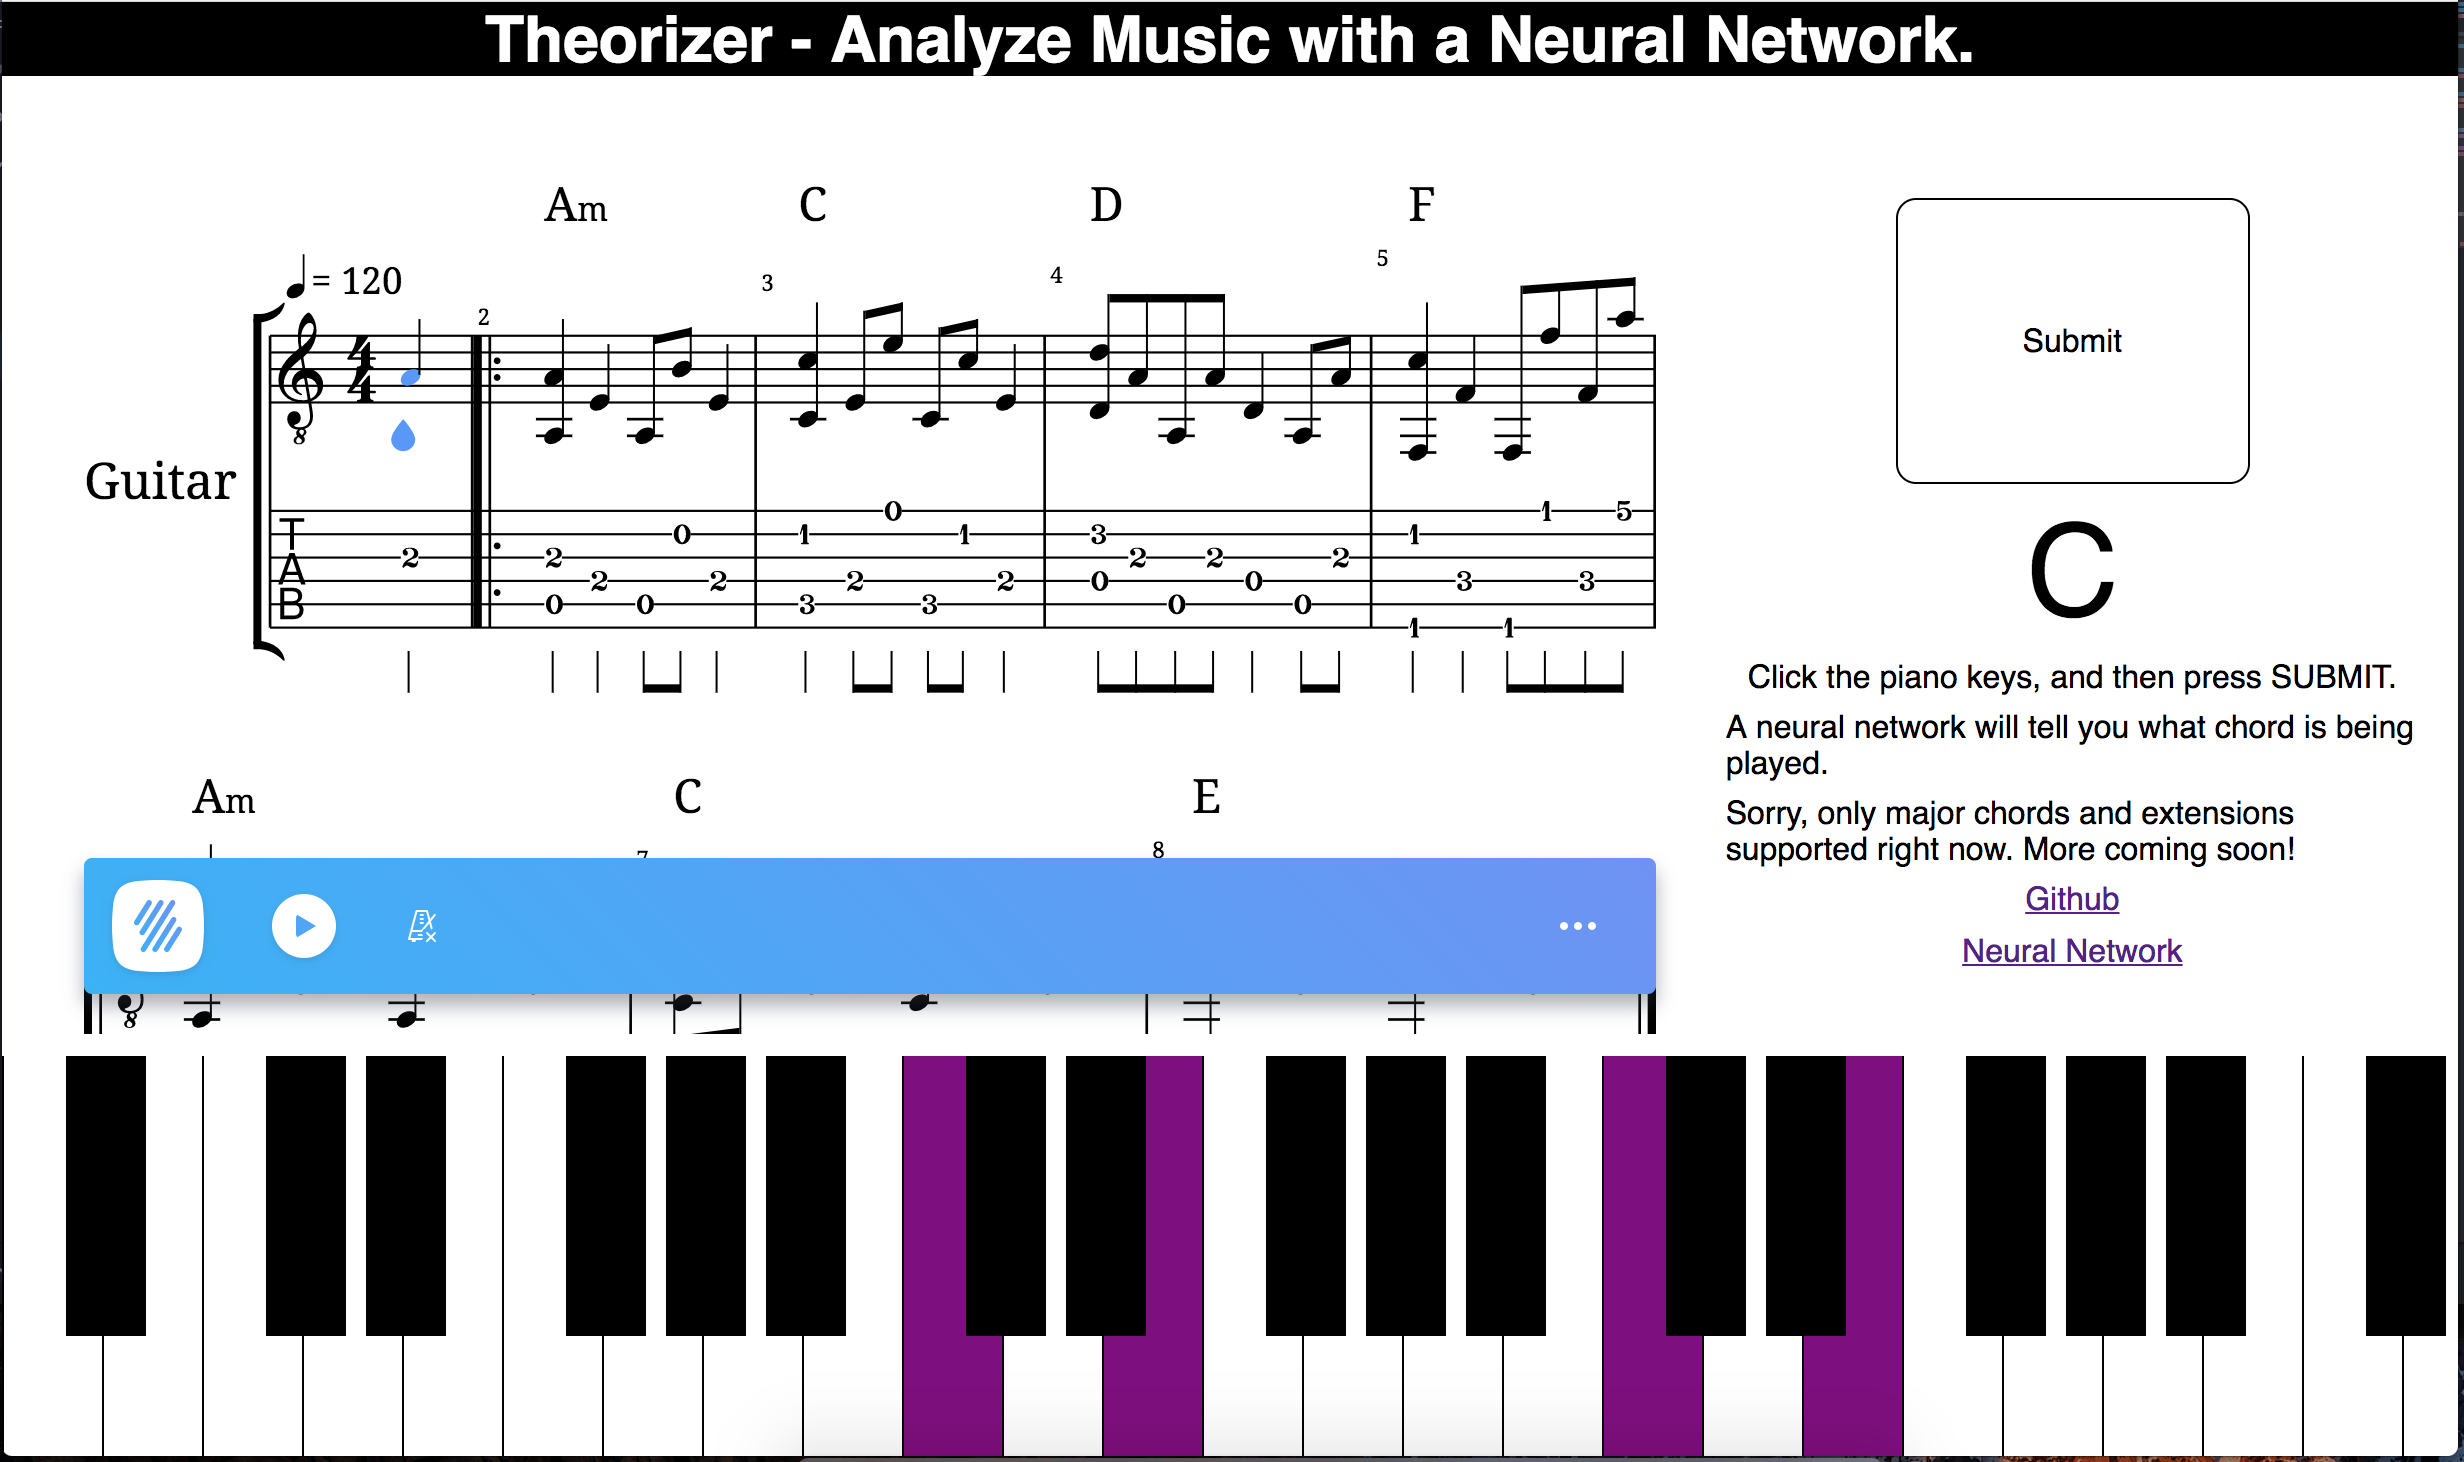 Theorizer - Analyze Music with a Neural Network.
Am C D F
= 120
2 3 4 5
4
4
8
Guitar
T
A
B
2
2 0 2 0 0 2
1 3 2 0 3 1 2
3 0 2 0 2 0 0 2
1 1 3 1 1 3 5
Am C E
7 8
8
Submit
C
Click the piano keys, and then press SUBMIT.
A neural network will tell you what chord is being
played.
Sorry, only major chords and extensions
supported right now. More coming soon!
Github
Neural Network